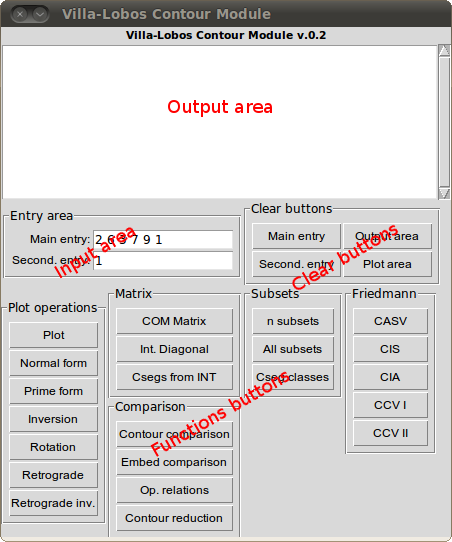 Villa-Lobos Contour Module
Villa-Lobos Contour Module v.0.2
Output area
Entry area
Main entry: 2 6 3 7 9 1
Second. entry: 1
Input area
Clear buttons
Main entry Output area
Second. entry Plot area
Clear buttons
Plot operations
Plot
Normal form
Prime form
Inversion
Rotation
Retrograde
Retrograde inv.
Matrix
COM Matrix
Int. Diagonal
Csegs from INT
Comparison
Contour comparison
Embed comparison
Op. relations
Contour reduction
Subsets
n subsets
All subsets
Cseg classes
Functions buttons
Friedmann
CASV
CIS
CIA
CCV I
CCV II